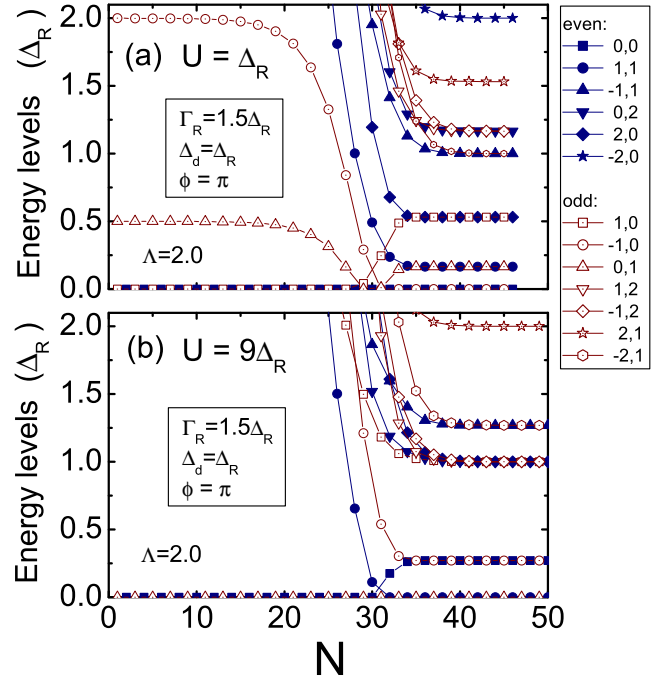 (a) U = Δ_R
Γ_R=1.5Δ_R
Δ_d=Δ_R
ϕ = π
Λ=2.0
Energy levels (Δ_R)
2.0
1.5
1.0
0.5
0.0
(b) U = 9Δ_R
Γ_R=1.5Δ_R
Δ_d=Δ_R
ϕ = π
Λ=2.0
Energy levels (Δ_R)
2.0
1.5
1.0
0.5
0.0
0 10 20 30 40 50
N
even:
0,0
1,1
-1,1
0,2
2,0
-2,0
odd:
1,0
-1,0
0,1
1,2
-1,2
2,1
-2,1